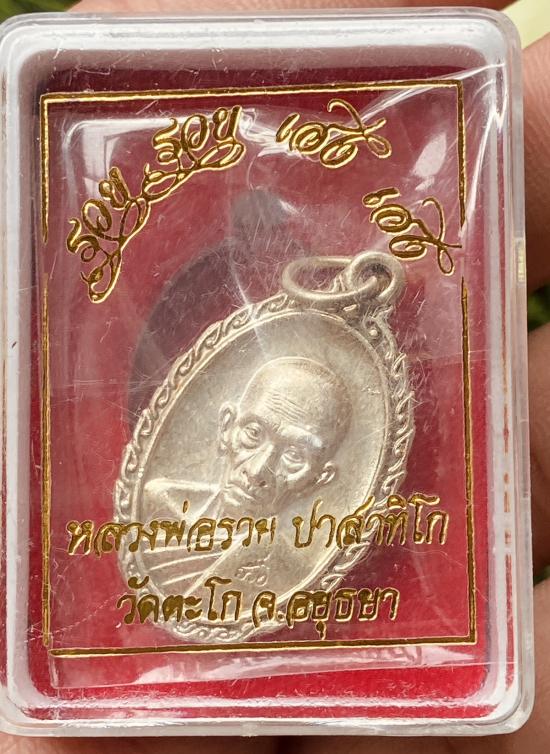 รวย รวย เฮง เฮง
หลวงพ่อรวย ปาสาทิโก
วัดตะโก จ.อยุธยา